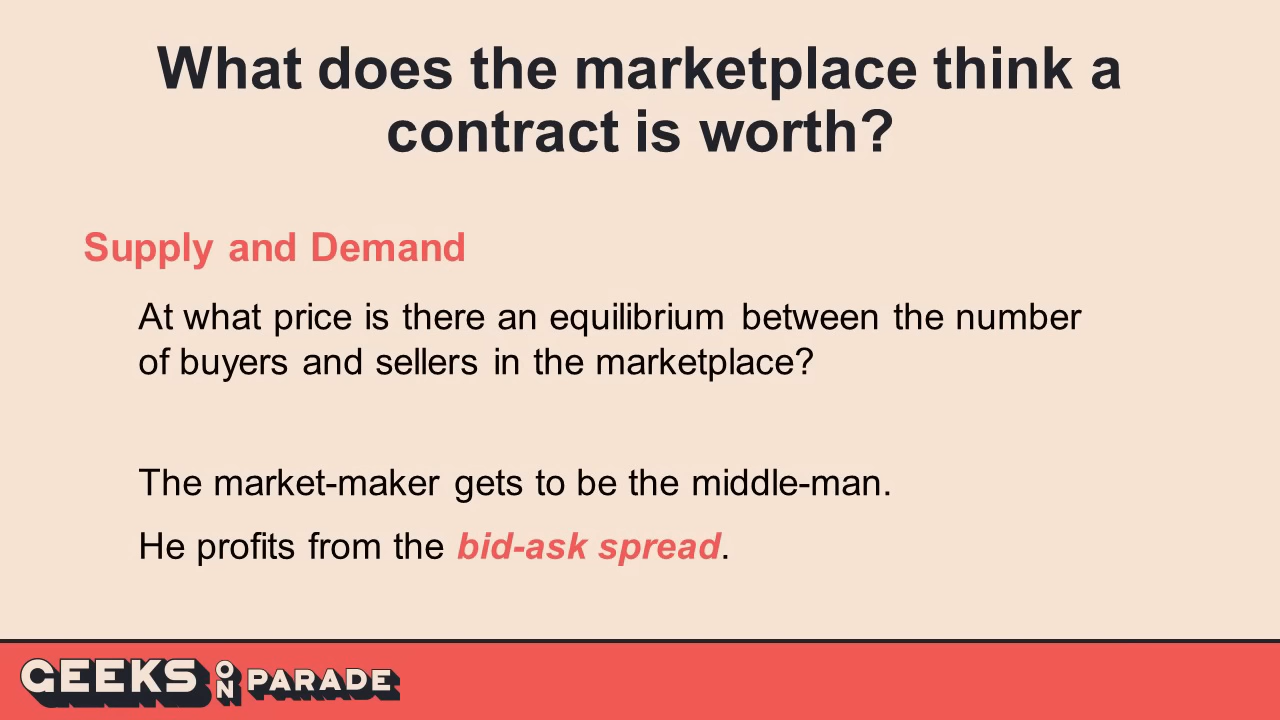 What does the marketplace think a
contract is worth?
Supply and Demand
At what price is there an equilibrium between the number
of buyers and sellers in the marketplace?
The market-maker gets to be the middle-man.
He profits from the bid-ask spread.
GEEKS ON PARADE